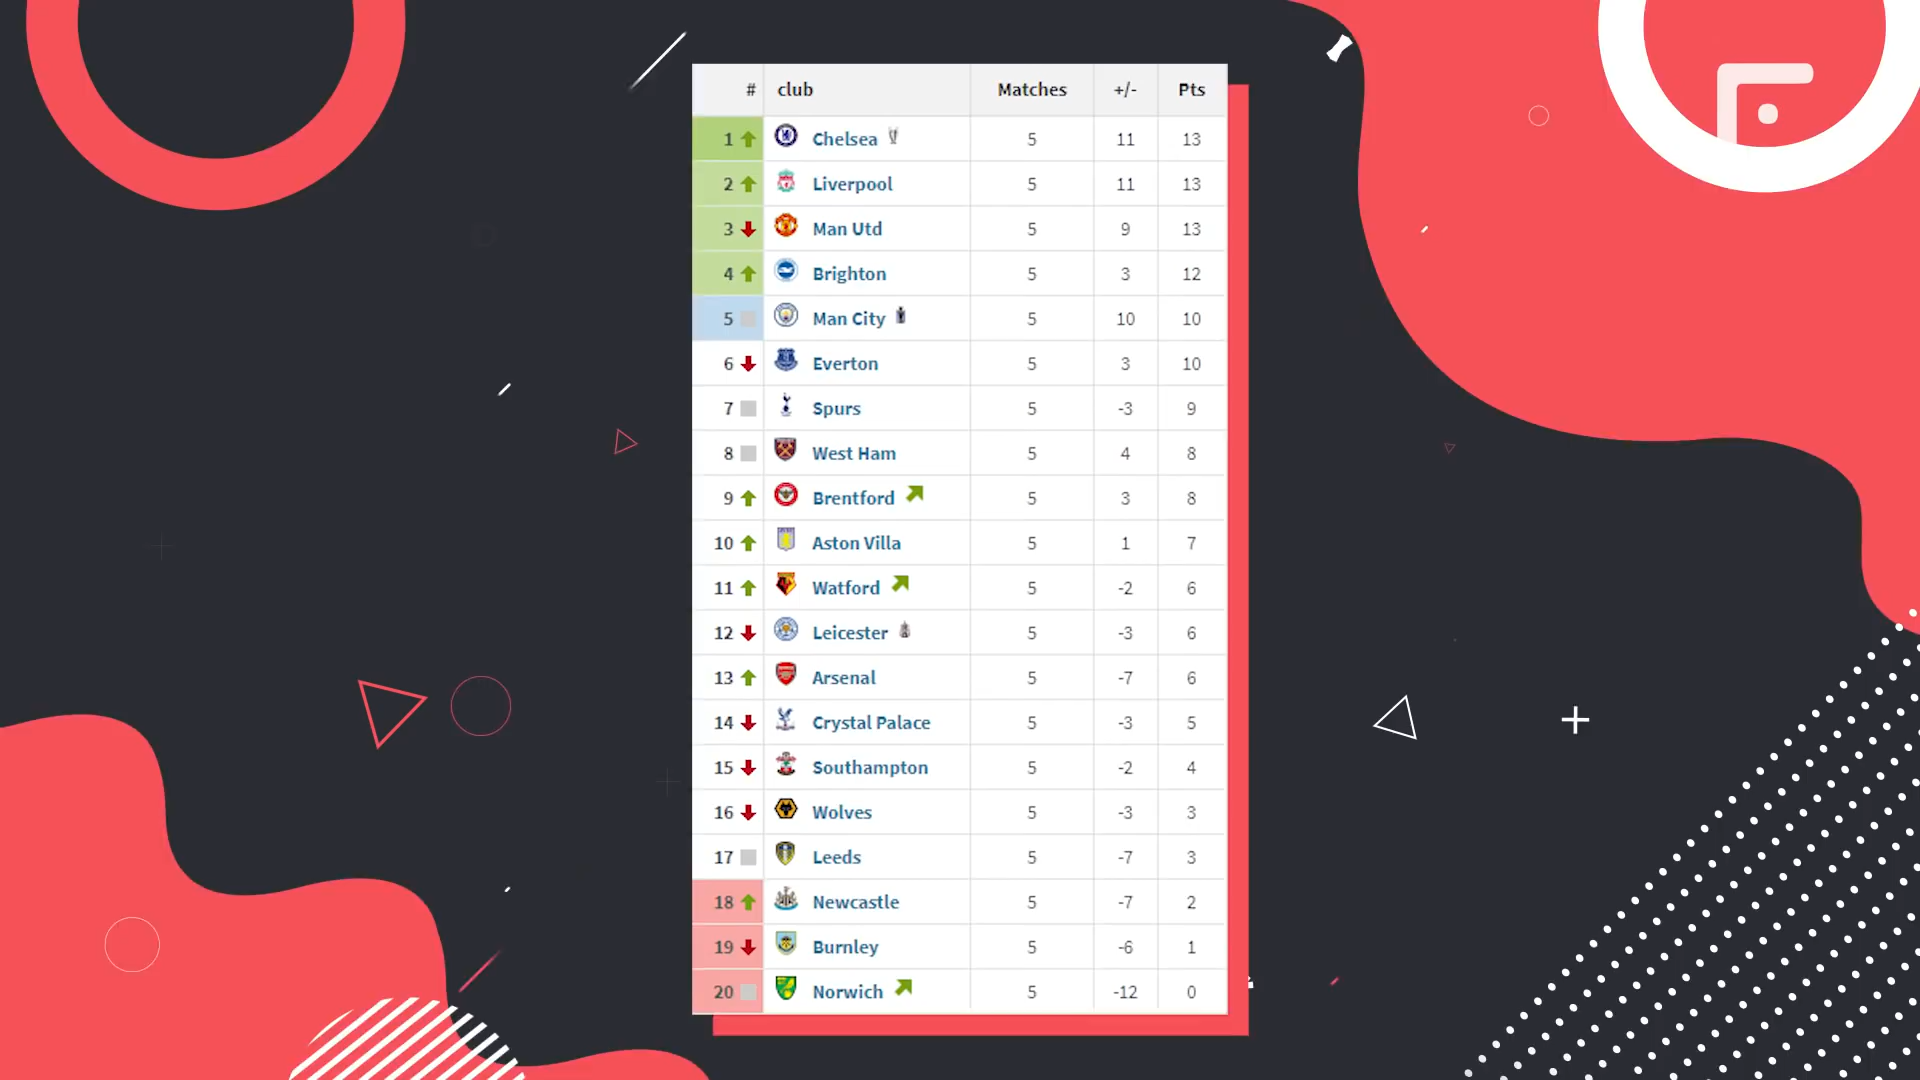 # club Matches +/- Pts
1 Chelsea 5 11 13
2 Liverpool 5 11 13
3 Man Utd 5 9 13
4 Brighton 5 3 12
5 Man City 5 10 10
6 Everton 5 3 10
7 Spurs 5 -3 9
8 West Ham 5 4 8
9 Brentford 5 3 8
10 Aston Villa 5 1 7
11 Watford 5 -2 6
12 Leicester 5 -3 6
13 Arsenal 5 -7 6
14 Crystal Palace 5 -3 5
15 Southampton 5 -2 4
16 Wolves 5 -3 3
17 Leeds 5 -7 3
18 Newcastle 5 -7 2
19 Burnley 5 -6 1
20 Norwich 5 -12 0